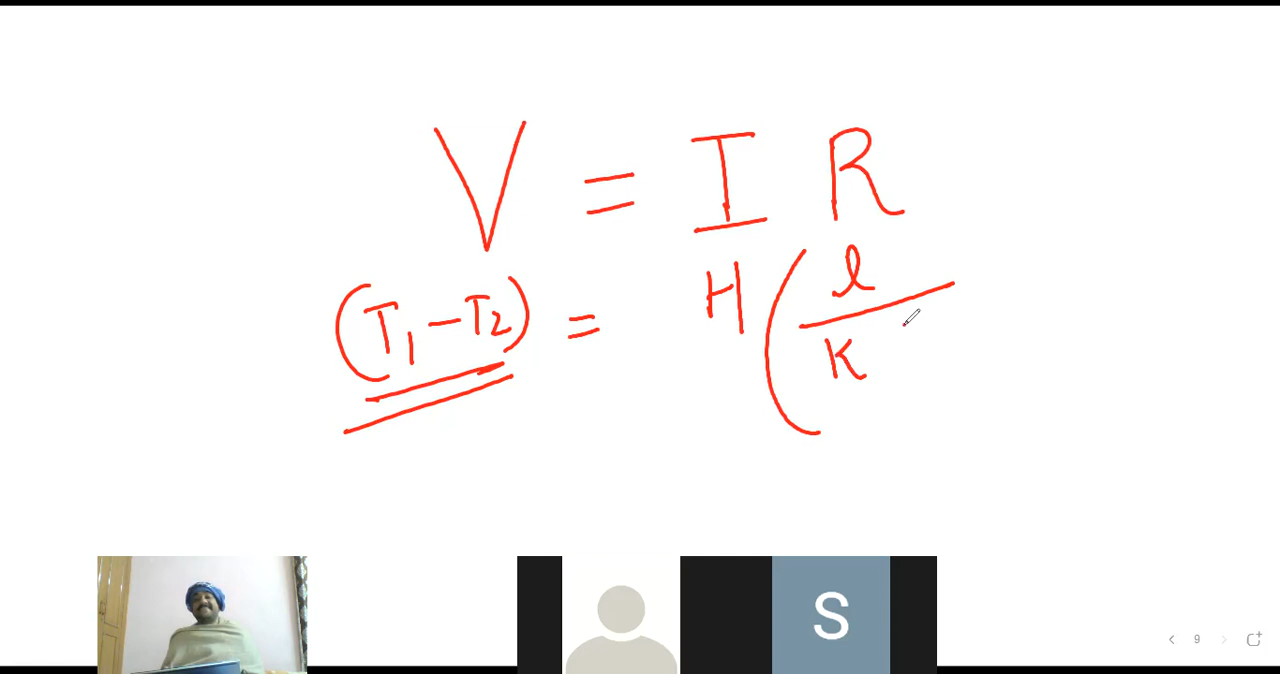 V = I R
(T₁ - T₂) = H (l / K
S
9